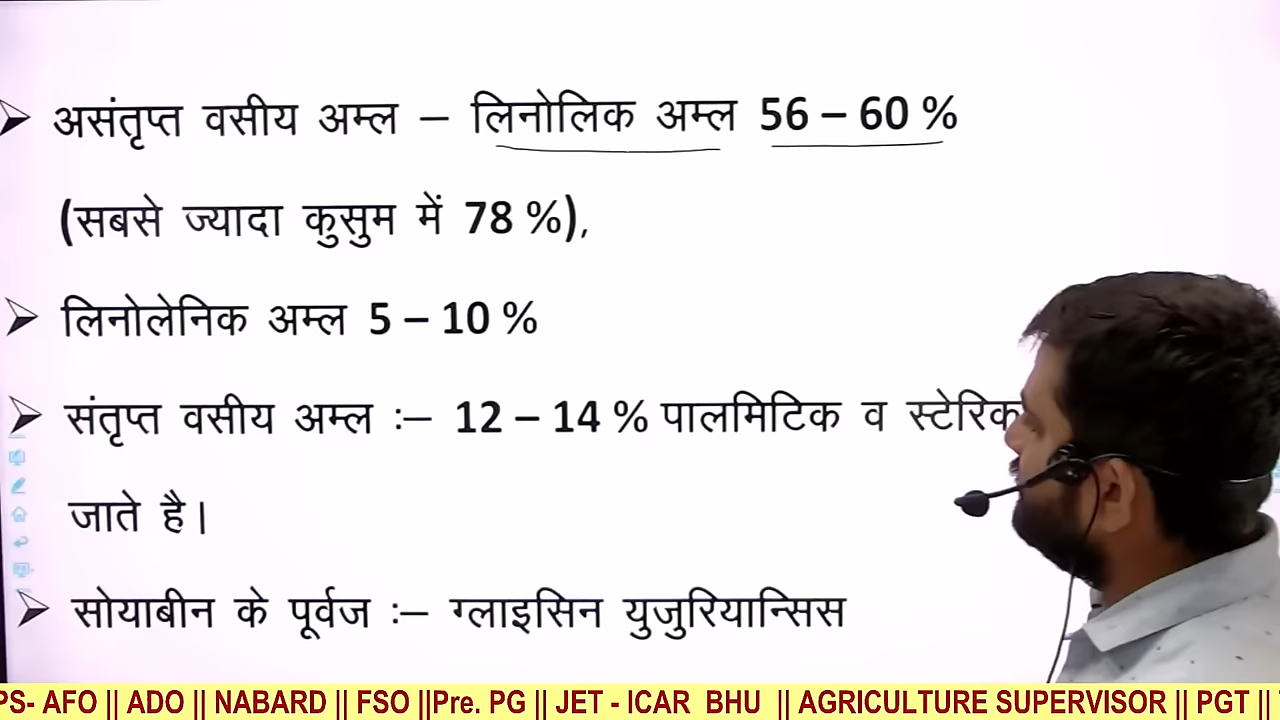 असंतृप्त वसीय अम्ल – लिनोलिक अम्ल 56 – 60 %
(सबसे ज्यादा कुसुम में 78 %),
लिनोलेनिक अम्ल 5 – 10 %
संतृप्त वसीय अम्ल :– 12 – 14 % पालमिटिक व स्टेरिक
जाते है।
सोयाबीन के पूर्वज :– ग्लाइसिन युजुरियान्सिस
PS- AFO || ADO || NABARD || FSO ||Pre. PG || JET - ICAR BHU || AGRICULTURE SUPERVISOR || PGT ||